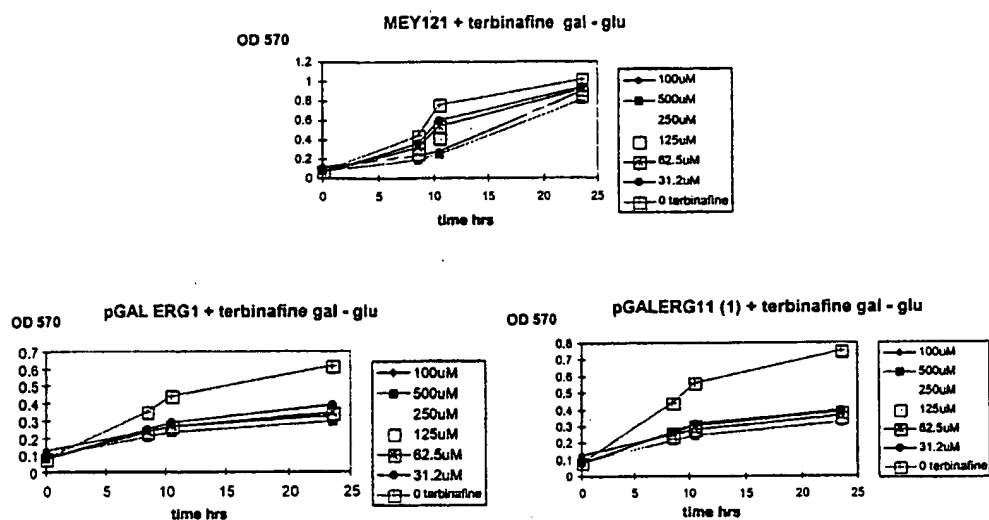 MEY121 + terbinafine gal - glu
OD 570
1.2
1
0.8
0.6
0.4
0.2
0
0 5 10 15 20 25
time hrs
100uM
500uM
250uM
125uM
62.5uM
31.2uM
0 terbinafine
pGAL ERG1 + terbinafine gal - glu
OD 570
0.7
0.6
0.5
0.4
0.3
0.2
0.1
0
0 5 10 15 20 25
time hrs
100uM
500uM
250uM
125uM
62.5uM
31.2uM
0 terbinafine
pGALERG11 (1) + terbinafine gal - glu
OD 570
0.8
0.7
0.6
0.5
0.4
0.3
0.2
0.1
0
0 5 10 15 20 25
time hrs
100uM
500uM
250uM
125uM
62.5uM
31.2uM
0 terbinafine